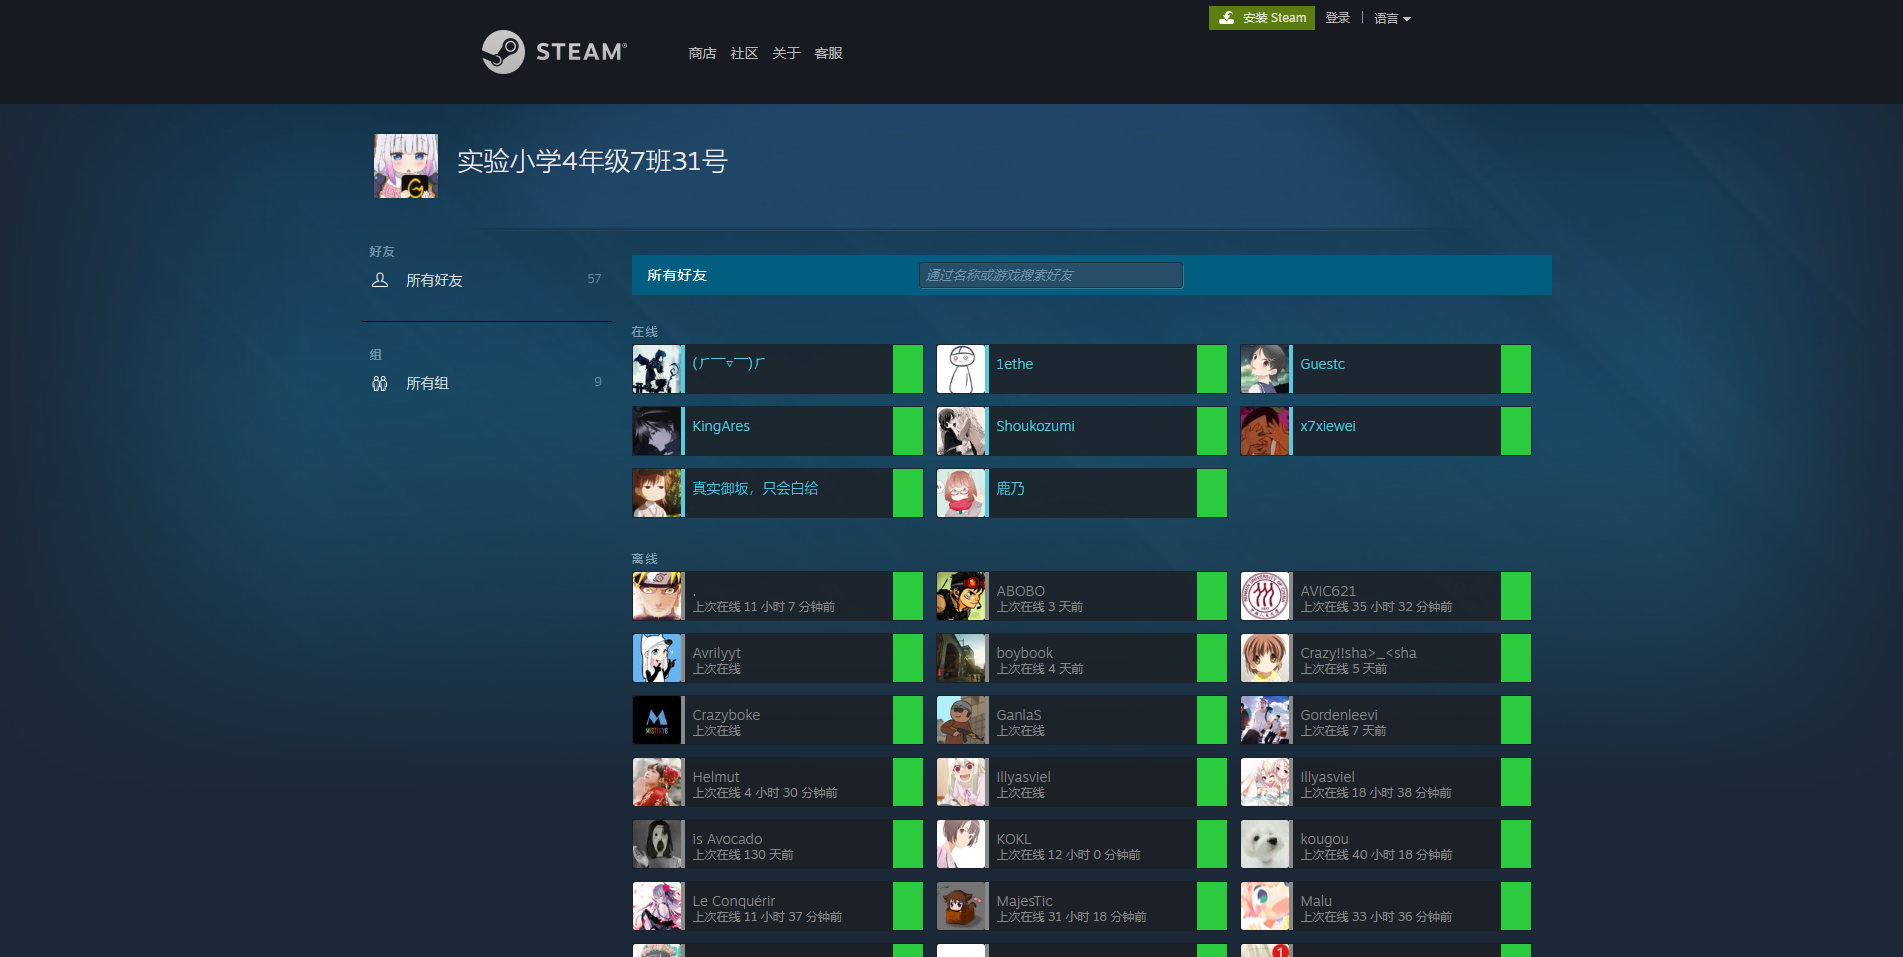 安装 Steam 登录 | 语言
STEAM®
商店 社区 关于 客服
实验小学4年级7班31号
好友
所有好友 57
组
所有组 9
所有好友 通过名称或游戏搜索好友
在线
(ㄏ￣▽￣)ㄏ
1ethe
Guestc
KingAres
Shoukozumi
x7xiewei
真实御坂，只会白给
鹿乃
离线
.
上次在线 11 小时 7 分钟前
ABOBO
上次在线 3 天前
AVIC621
上次在线 35 小时 32 分钟前
Avrilyyt
上次在线
boybook
上次在线 4 天前
Crazy!!sha>_<sha
上次在线 5 天前
Crazyboke
上次在线
GanlaS
上次在线
Gordenleevi
上次在线 7 天前
Helmut
上次在线 4 小时 30 分钟前
Illyasviel
上次在线
Illyasviel
上次在线 18 小时 38 分钟前
is Avocado
上次在线 130 天前
KOKL
上次在线 12 小时 0 分钟前
kougou
上次在线 40 小时 18 分钟前
Le Conquérir
上次在线 11 小时 37 分钟前
MajesTic
上次在线 31 小时 18 分钟前
Malu
上次在线 33 小时 36 分钟前
1